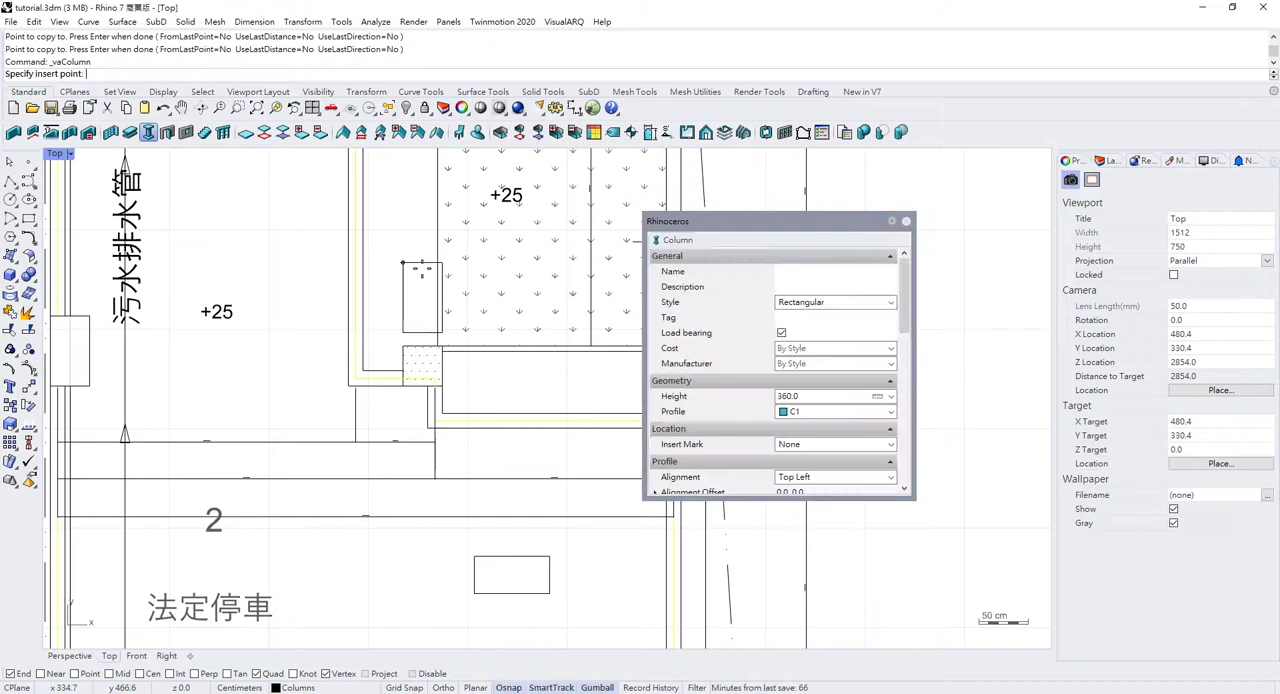 tutorial.3dm (3 MB) - Rhino 7 商業版 - [Top]
File Edit View Curve Surface SubD Solid Mesh Dimension Transform Tools Analyze Render Panels Twinmotion 2020 VisualARQ Help
Point to copy to. Press Enter when done ( FromLastPoint=No UseLastDistance=No UseLastDirection=No )
Point to copy to. Press Enter when done ( FromLastPoint=No UseLastDistance=No UseLastDirection=No )
Command: _vaColumn
Specify insert point:
Standard CPlanes Set View Display Select Viewport Layout Visibility Transform Curve Tools Surface Tools Solid Tools SubD Mesh Tools Mesh Utilities Render Tools Drafting New in V7
Top
污水排水管
+25
+25
2
法定停車
50 cm
y
x
Rhinoceros
Column
General
Name
Description
Style Rectangular
Tag
Load bearing
Cost By Style
Manufacturer By Style
Geometry
Height 360.0
Profile C1
Location
Insert Mark None
Profile
Alignment Top Left
Alignment Offset 0.0, 0.0
Pr... La... Re... M... Di... N...
Viewport
Title Top
Width 1512
Height 750
Projection Parallel
Locked
Camera
Lens Length(mm) 50.0
Rotation 0.0
X Location 480.4
Y Location 330.4
Z Location 2854.0
Distance to Target 2854.0
Location Place...
Target
X Target 480.4
Y Target 330.4
Z Target 0.0
Location Place...
Wallpaper
Filename (none) ...
Show
Gray
Perspective Top Front Right
End Near Point Mid Cen Int Perp Tan Quad Knot Vertex Project Disable
CPlane x 334.7 y 466.6 z 0.0 Centimeters Columns Grid Snap Ortho Planar Osnap SmartTrack Gumball Record History Filter Minutes from last save: 66